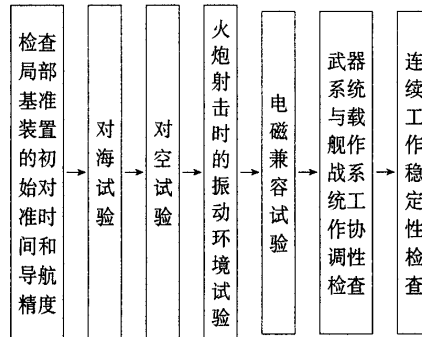 检查局部基准装置的初始对准时间和导航精度
对海试验
对空试验
火炮射击时的振动环境试验
电磁兼容试验
武器系统与载舰作战系统工作协调性检查
连续工作稳定性检查